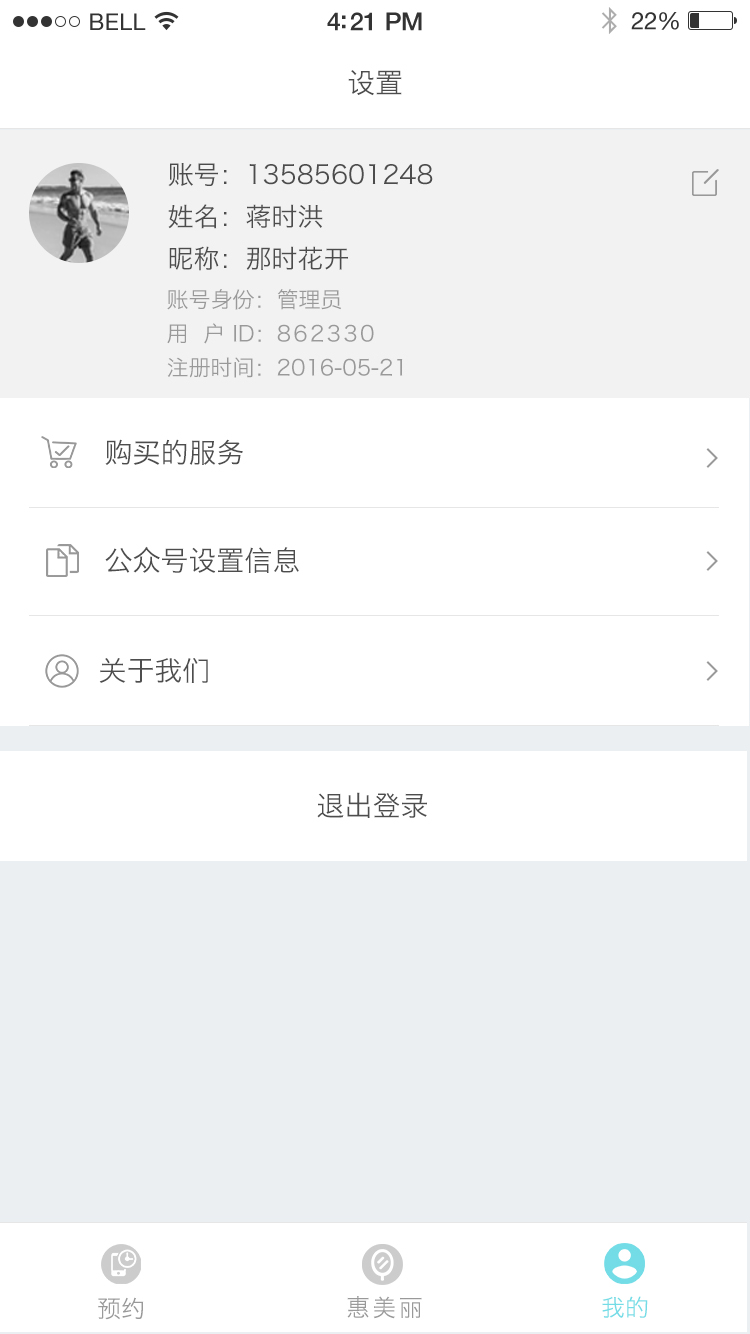 BELL 4:21 PM 22%
设置
账号：13585601248
姓名：蒋时洪
昵称：那时花开
账号身份：管理员
用 户 ID：862330
注册时间：2016-05-21
购买的服务
公众号设置信息
关于我们
退出登录
预约 惠美丽 我的